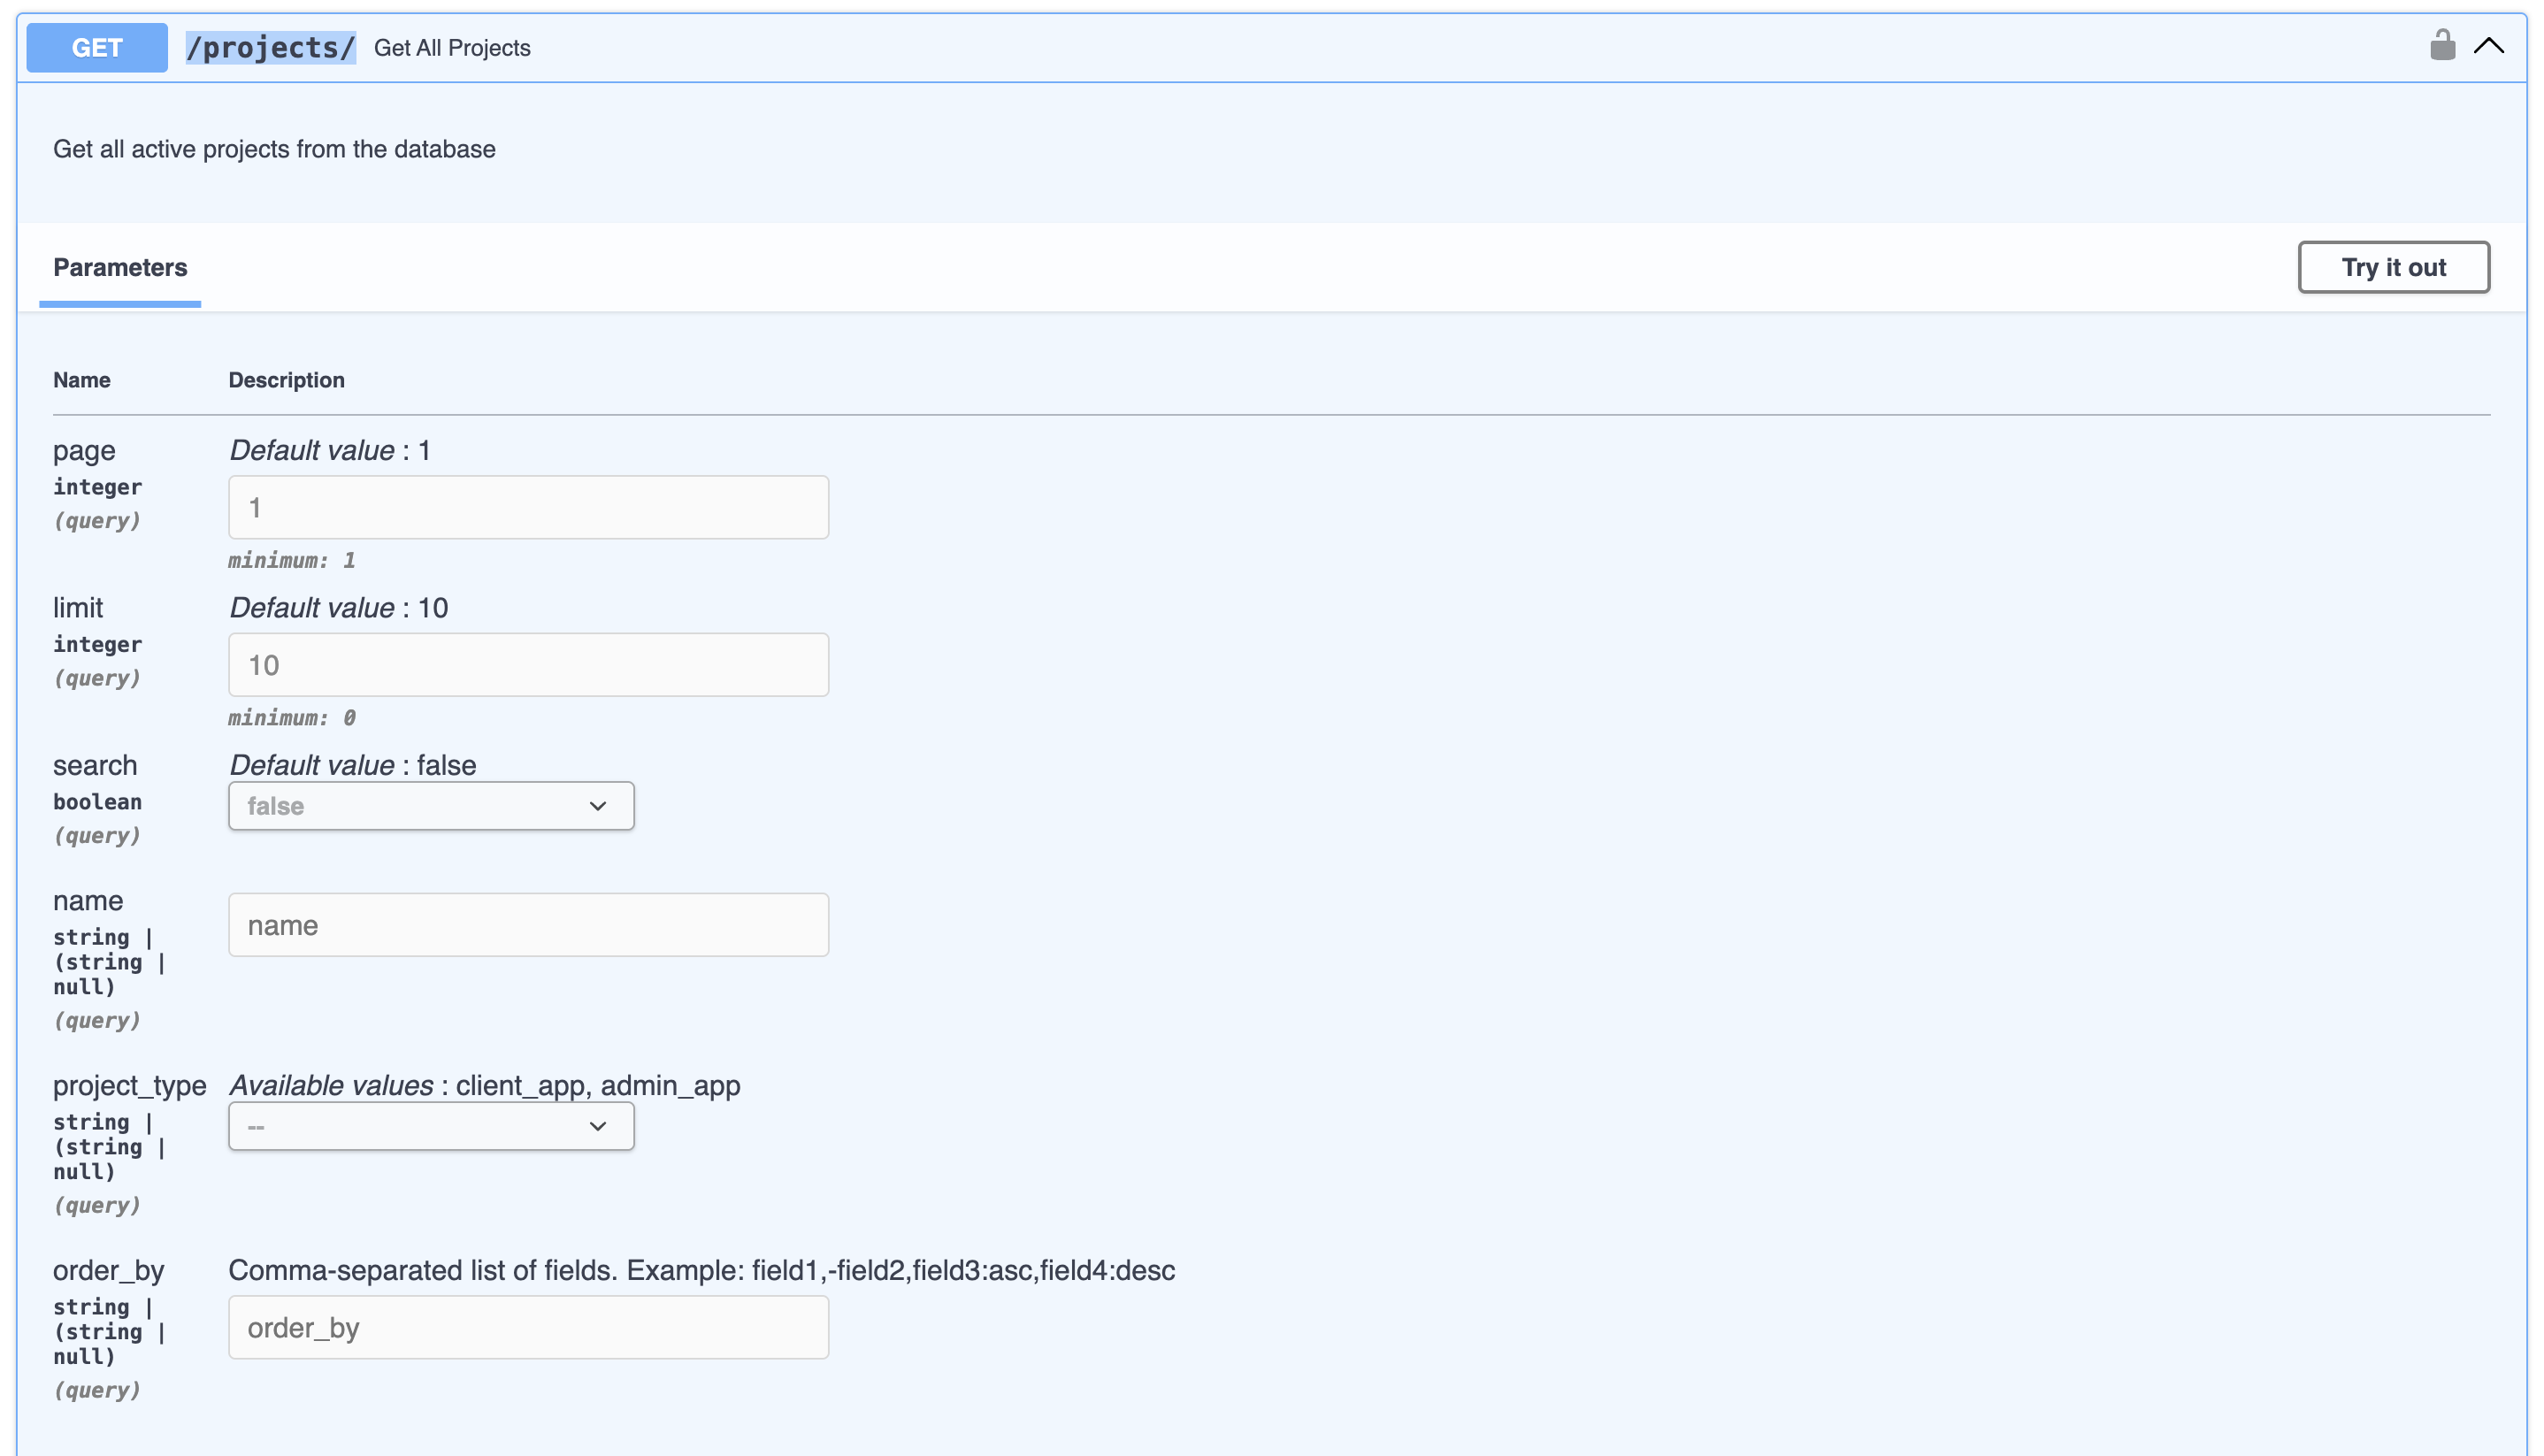 GET /projects/ Get All Projects
Get all active projects from the database
Parameters
Try it out
Name Description
page
integer
(query)
Default value : 1
1
minimum: 1
limit
integer
(query)
Default value : 10
10
minimum: 0
search
boolean
(query)
Default value : false
false
name
string |
(string |
null)
(query)
name
project_type
string |
(string |
null)
(query)
Available values : client_app, admin_app
--
order_by
string |
(string |
null)
(query)
Comma-separated list of fields. Example: field1,-field2,field3:asc,field4:desc
order_by